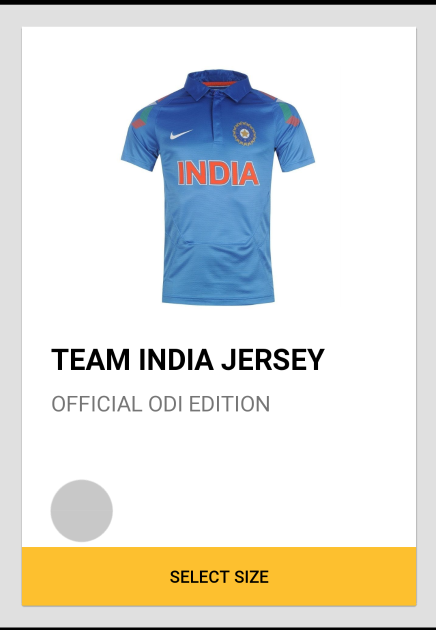 INDIA
TEAM INDIA JERSEY
OFFICIAL ODI EDITION
SELECT SIZE